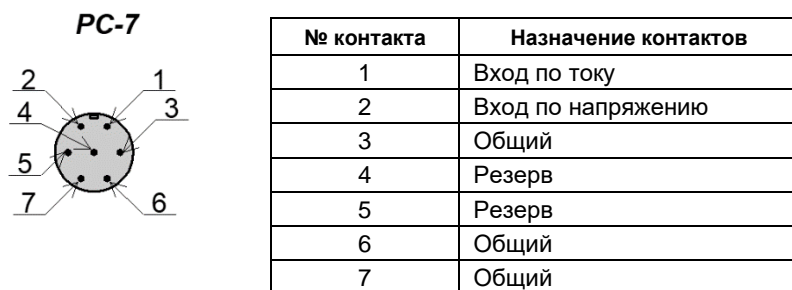 РС-7
2 1
4 3
5
7 6
№ контакта Назначение контактов
1 Вход по току
2 Вход по напряжению
3 Общий
4 Резерв
5 Резерв
6 Общий
7 Общий